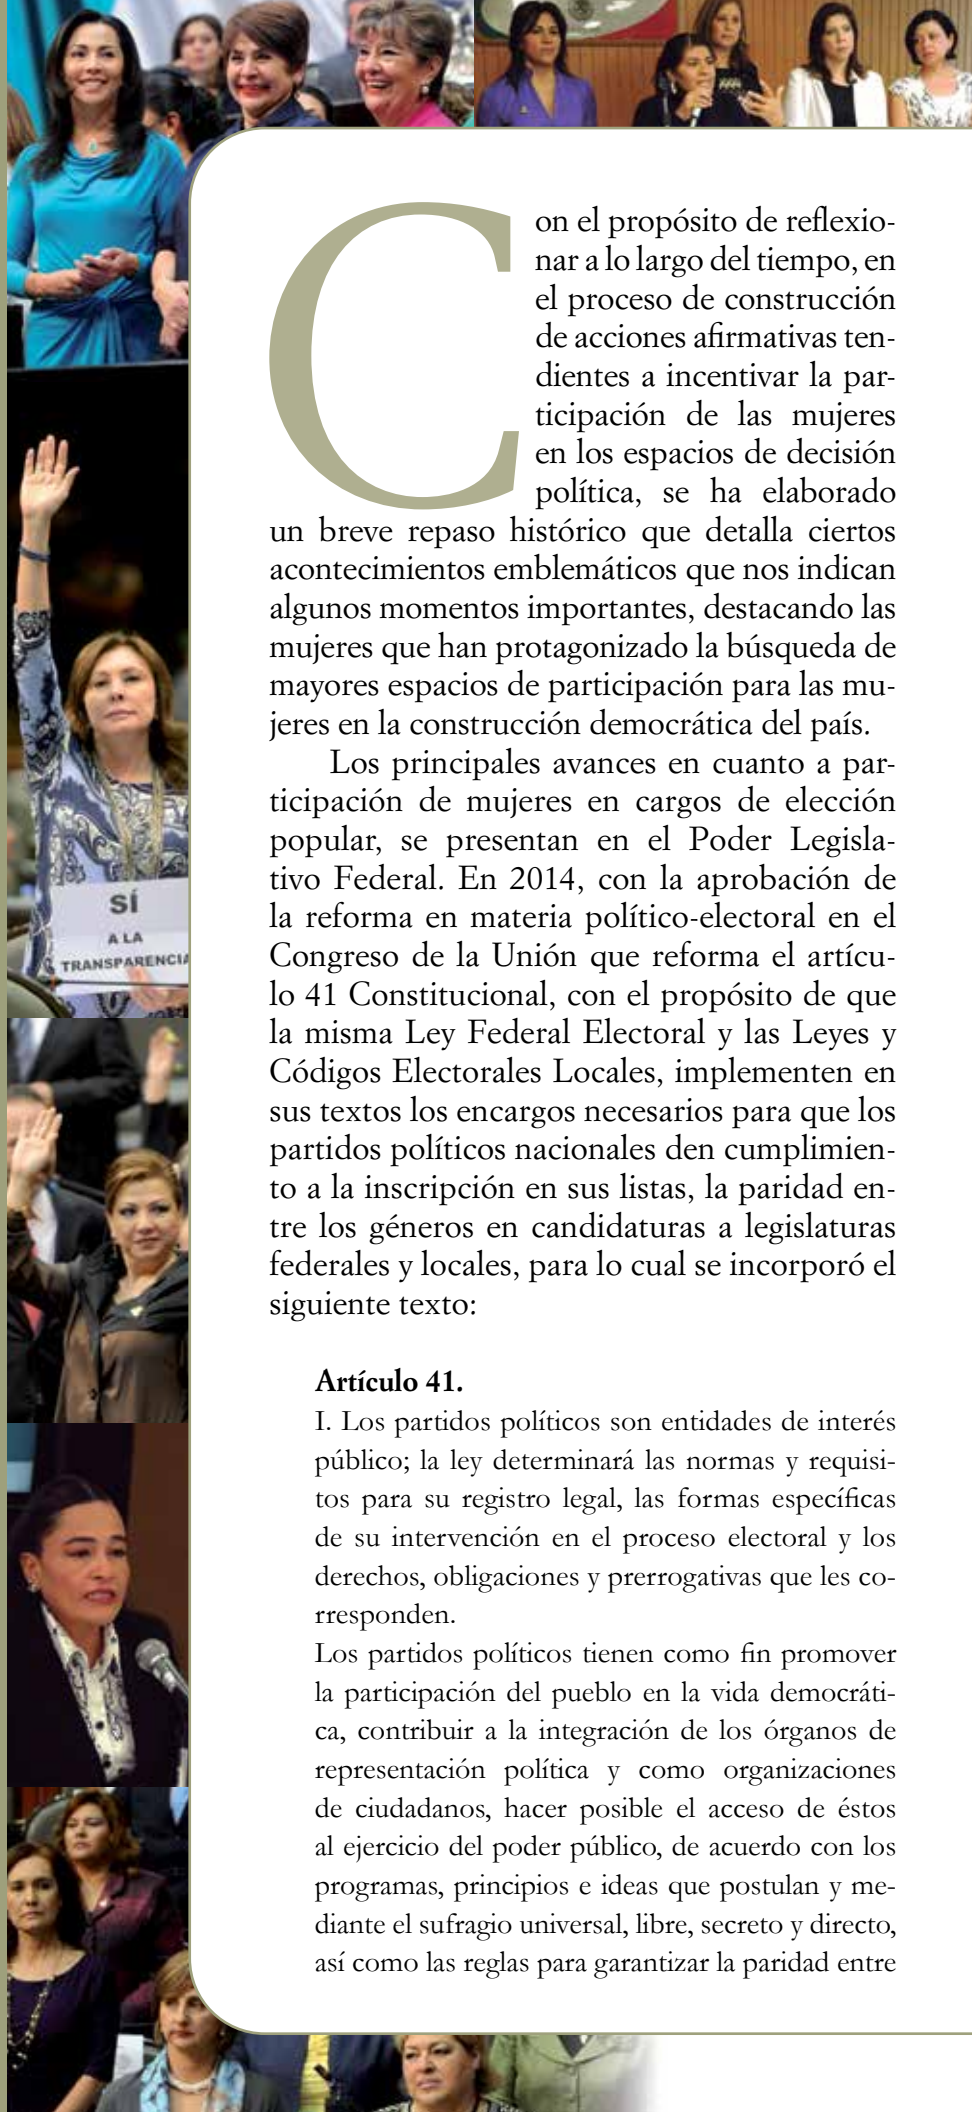 Con el propósito de reflexio-
nar a lo largo del tiempo, en
el proceso de construcción
de acciones afirmativas ten-
dientes a incentivar la par-
ticipación de las mujeres
en los espacios de decisión
política, se ha elaborado
un breve repaso histórico que detalla ciertos
acontecimientos emblemáticos que nos indican
algunos momentos importantes, destacando las
mujeres que han protagonizado la búsqueda de
mayores espacios de participación para las mu-
jeres en la construcción democrática del país.
Los principales avances en cuanto a par-
ticipación de mujeres en cargos de elección
popular, se presentan en el Poder Legisla-
tivo Federal. En 2014, con la aprobación de
la reforma en materia político-electoral en el
Congreso de la Unión que reforma el artícu-
lo 41 Constitucional, con el propósito de que
la misma Ley Federal Electoral y las Leyes y
Códigos Electorales Locales, implementen en
sus textos los encargos necesarios para que los
partidos políticos nacionales den cumplimien-
to a la inscripción en sus listas, la paridad en-
tre los géneros en candidaturas a legislaturas
federales y locales, para lo cual se incorporó el
siguiente texto:
Artículo 41.
I. Los partidos políticos son entidades de interés
público; la ley determinará las normas y requisi-
tos para su registro legal, las formas específicas
de su intervención en el proceso electoral y los
derechos, obligaciones y prerrogativas que les co-
rresponden.
Los partidos políticos tienen como fin promover
la participación del pueblo en la vida democráti-
ca, contribuir a la integración de los órganos de
representación política y como organizaciones
de ciudadanos, hacer posible el acceso de éstos
al ejercicio del poder público, de acuerdo con los
programas, principios e ideas que postulan y me-
diante el sufragio universal, libre, secreto y directo,
así como las reglas para garantizar la paridad entre
SÍ
A LA
TRANSPARENCIA